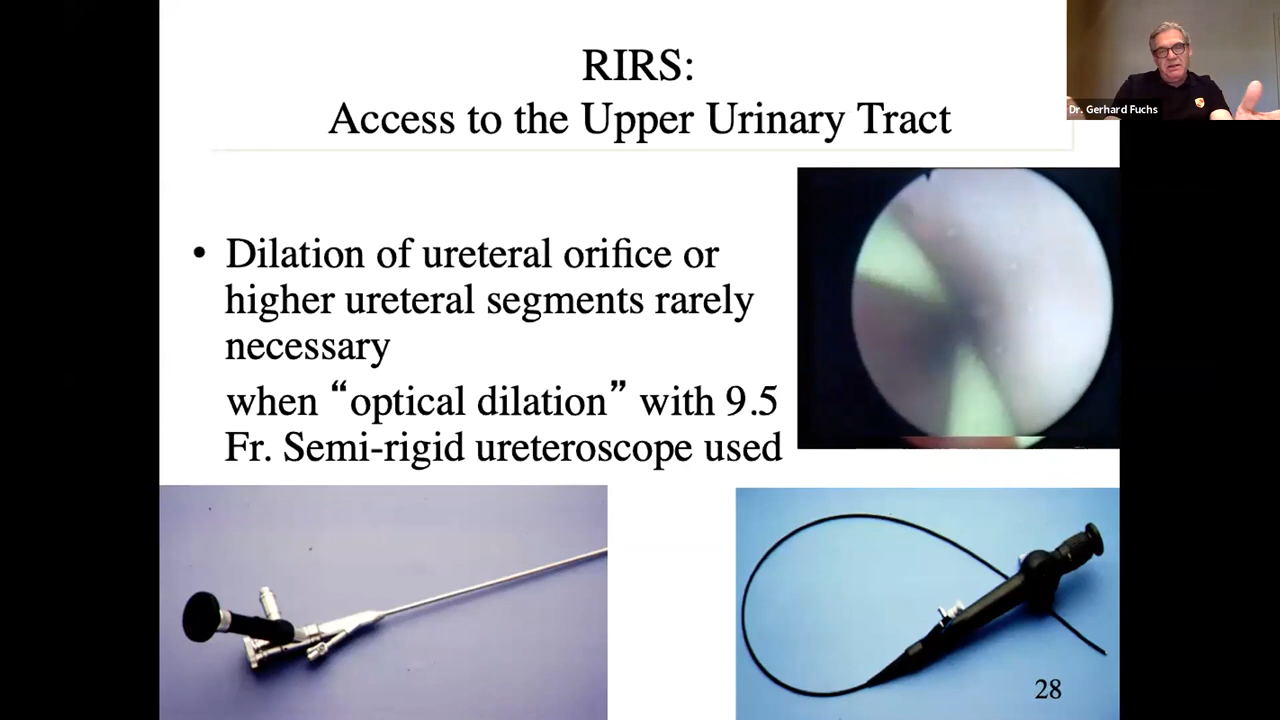 RIRS:
Access to the Upper Urinary Tract
Dr. Gerhard Fuchs
• Dilation of ureteral orifice or
higher ureteral segments rarely
necessary
when “optical dilation” with 9.5
Fr. Semi-rigid ureteroscope used
28